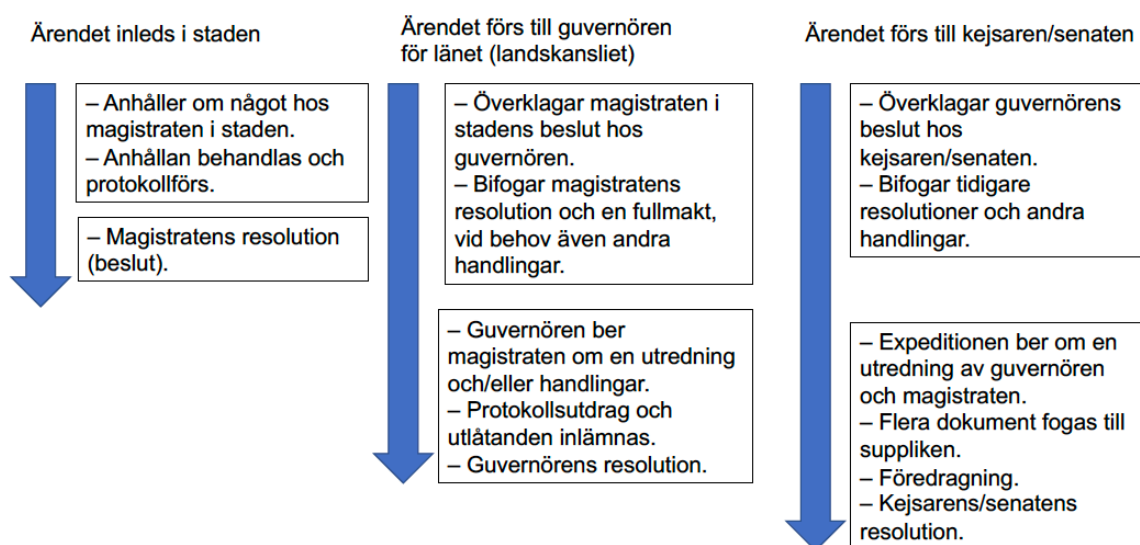 Ärendet inleds i staden
– Anhåller om något hos
magistraten i staden.
– Anhållan behandlas och
protokollförs.
– Magistratens resolution
(beslut).
Ärendet förs till guvernören
för länet (landskansliet)
– Överklagar magistraten i
stadens beslut hos
guvernören.
– Bifogar magistratens
resolution och en fullmakt,
vid behov även andra
handlingar.
– Guvernören ber
magistraten om en utredning
och/eller handlingar.
– Protokollsutdrag och
utlåtanden inlämnas.
– Guvernörens resolution.
Ärendet förs till kejsaren/senaten
– Överklagar guvernörens
beslut hos
kejsaren/senaten.
– Bifogar tidigare
resolutioner och andra
handlingar.
– Expeditionen ber om en
utredning av guvernören
och magistraten.
– Flera dokument fogas till
suppliken.
– Föredragning.
– Kejsarens/senatens
resolution.